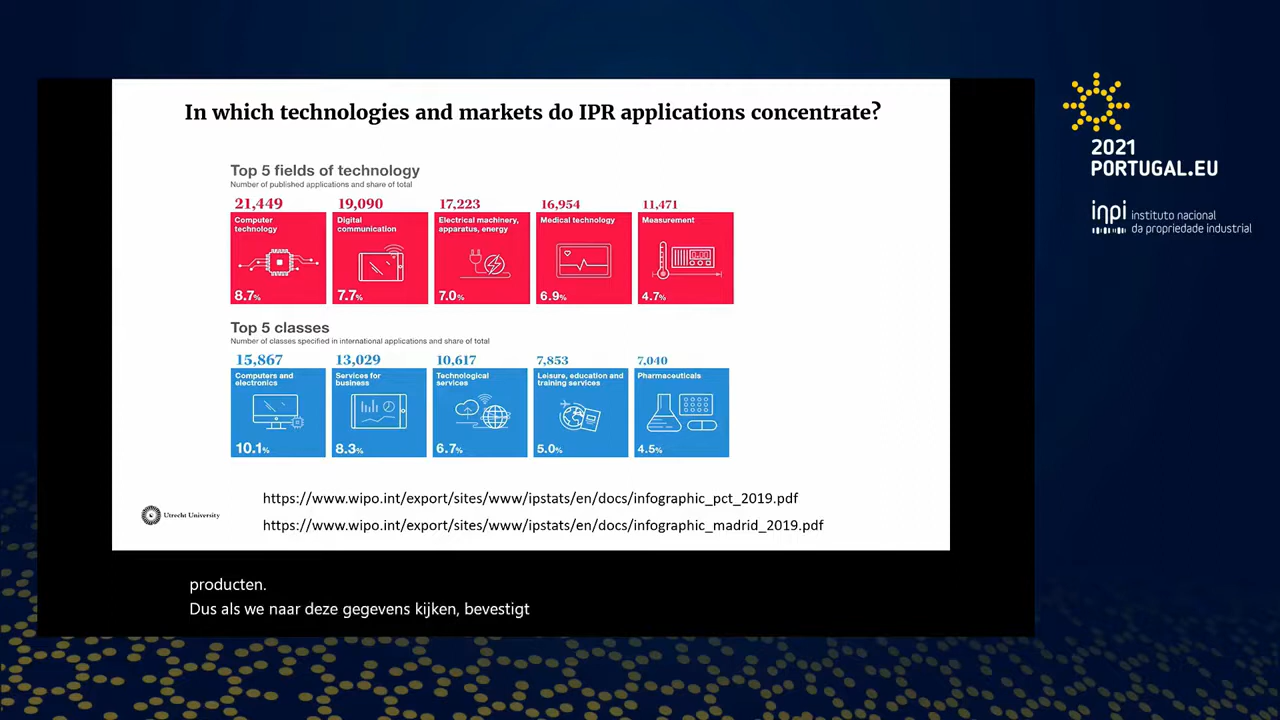 In which technologies and markets do IPR applications concentrate?
Top 5 fields of technology
Number of published applications and share of total
21,449
19,090
17,223
16,954
11,471
Computer
technology
Digital
communication
Electrical machinery,
apparatus, energy
Medical technology
Measurement
8.7%
7.7%
7.0%
6.9%
4.7%
Top 5 classes
Number of classes specified in international applications and share of total
15,867
13,029
10,617
7,853
7,040
Computers and
electronics
Services for
business
Technological
services
Leisure, education and
training services
Pharmaceuticals
10.1%
8.3%
6.7%
5.0%
4.5%
https://www.wipo.int/export/sites/www/ipstats/en/docs/infographic_pct_2019.pdf
https://www.wipo.int/export/sites/www/ipstats/en/docs/infographic_madrid_2019.pdf
Utrecht University
producten.
Dus als we naar deze gegevens kijken, bevestigt
2021
PORTUGAL.EU
inpi
instituto nacional
da propriedade industrial